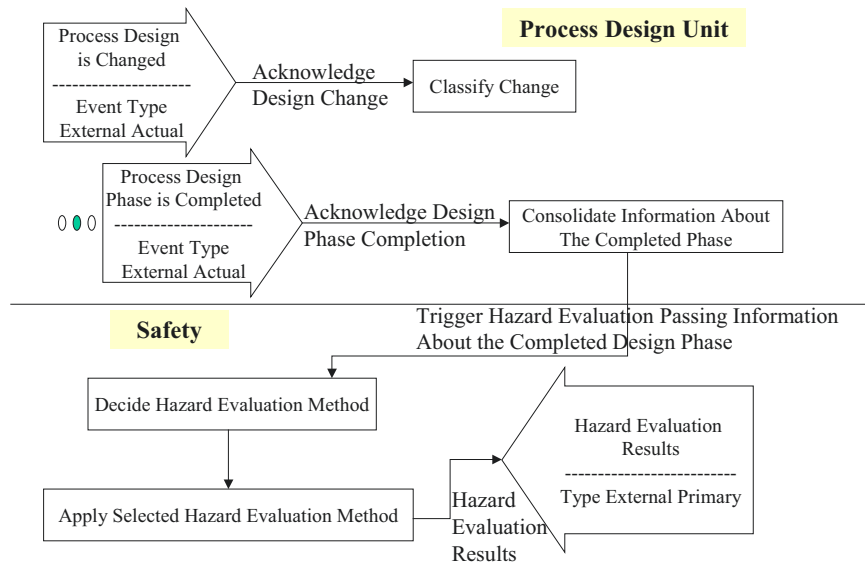 Process Design Unit
Process Design
is Changed
----------------------
Event Type
External Actual
Acknowledge
Design Change
Classify Change
Process Design
Phase is Completed
----------------------
Event Type
External Actual
Acknowledge Design
Phase Completion
Consolidate Information About
The Completed Phase
Safety
Trigger Hazard Evaluation Passing Information
About the Completed Design Phase
Decide Hazard Evaluation Method
Hazard Evaluation
Results
---------------------------
Type External Primary
Apply Selected Hazard Evaluation Method
Hazard
Evaluation
Results